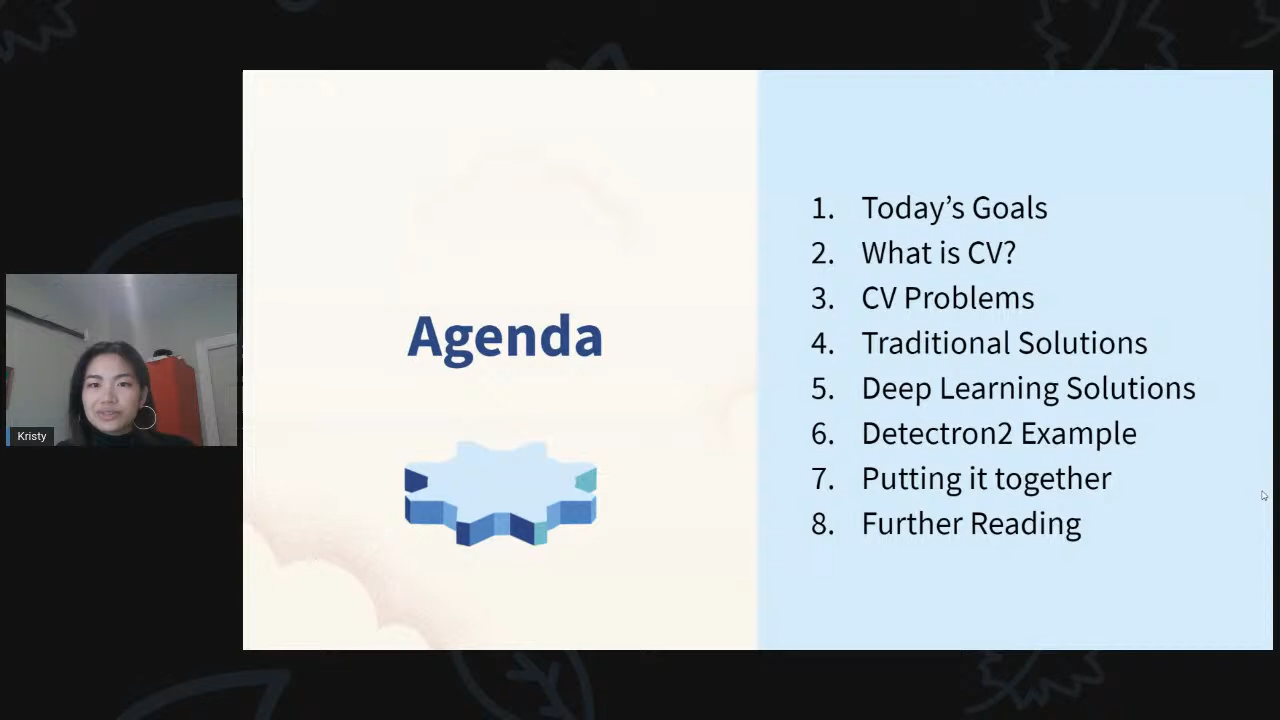 Agenda
1. Today’s Goals
2. What is CV?
3. CV Problems
4. Traditional Solutions
5. Deep Learning Solutions
6. Detectron2 Example
7. Putting it together
8. Further Reading
Kristy